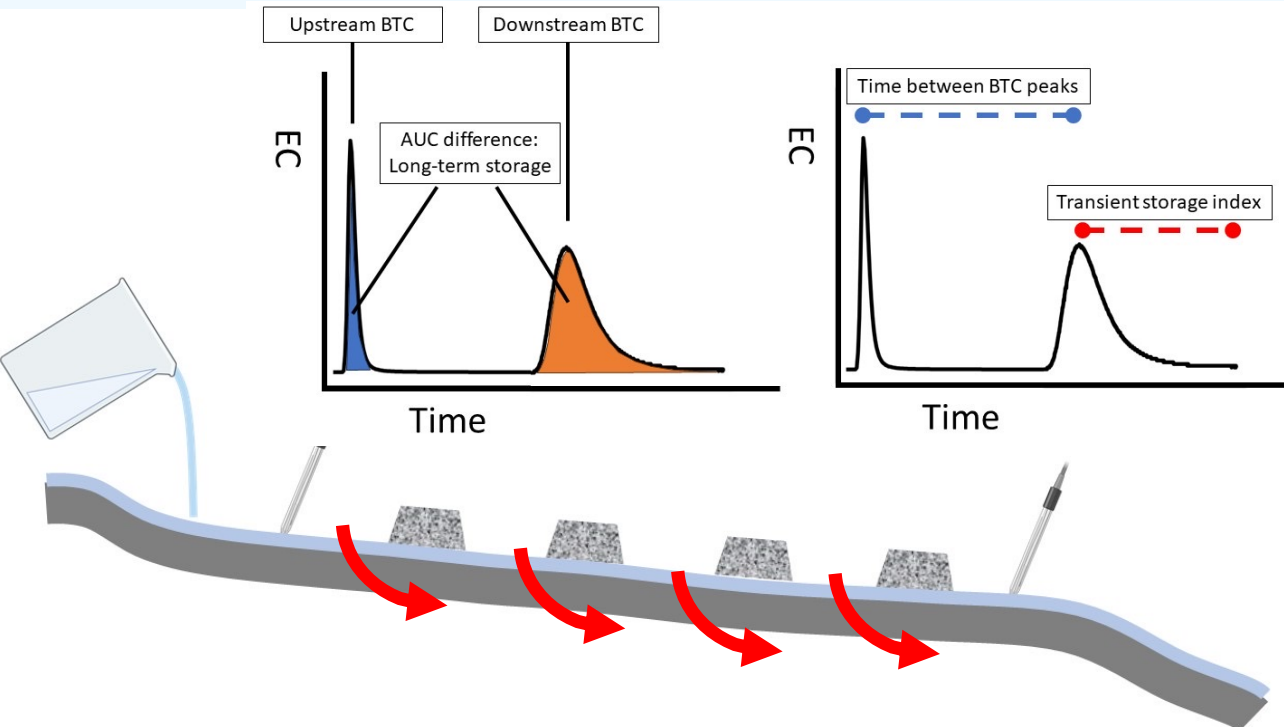 Upstream BTC
Downstream BTC
AUC difference:
Long-term storage
EC
Time
Time between BTC peaks
Transient storage index
EC
Time